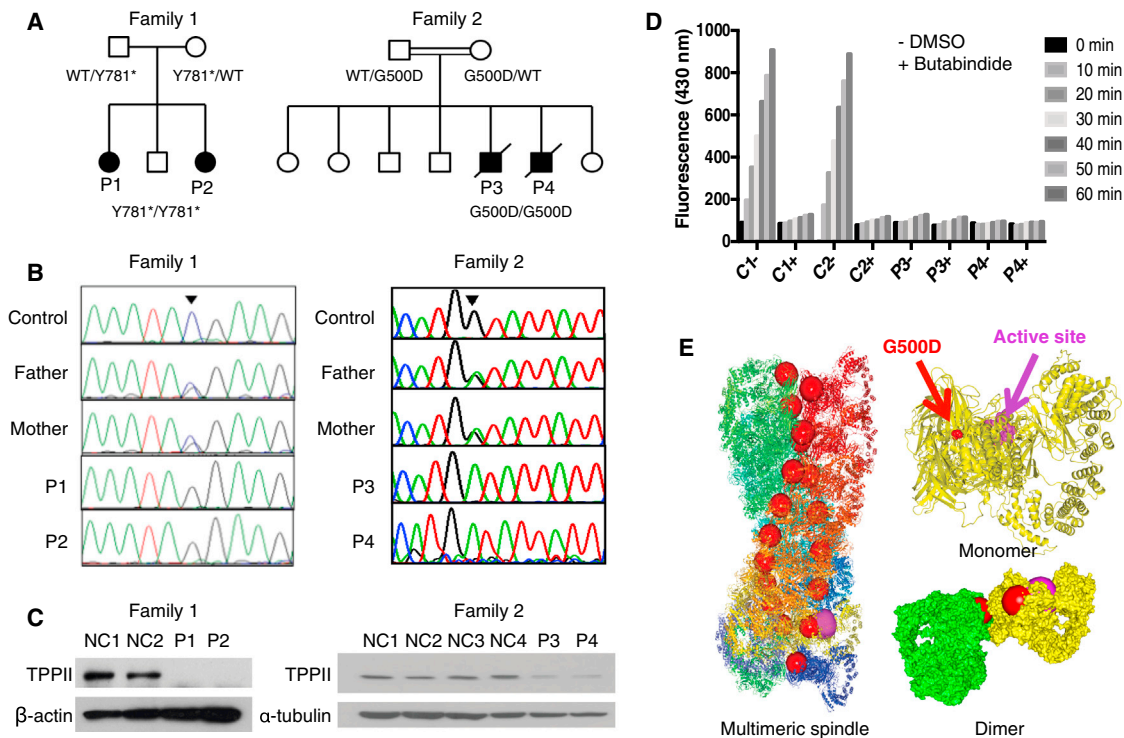 A
Family 1
Family 2
WT/Y781*
Y781*/WT
WT/G500D
G500D/WT
P1
P2
P3
P4
Y781*/Y781*
G500D/G500D
B
Family 1
Family 2
Control
Father
Mother
P1
P2
Control
Father
Mother
P3
P4
C
Family 1
Family 2
NC1 NC2 P1 P2
TPPII
β-actin
NC1 NC2 NC3 NC4 P3 P4
TPPII
α-tubulin
D
Fluorescence (430 nm)
1000
800
600
400
200
0
C1-
C1+
C2-
C2+
P3-
P3+
P4-
P4+
- DMSO
+ Butabindide
0 min
10 min
20 min
30 min
40 min
50 min
60 min
E
G500D
Active site
Monomer
Multimeric spindle
Dimer